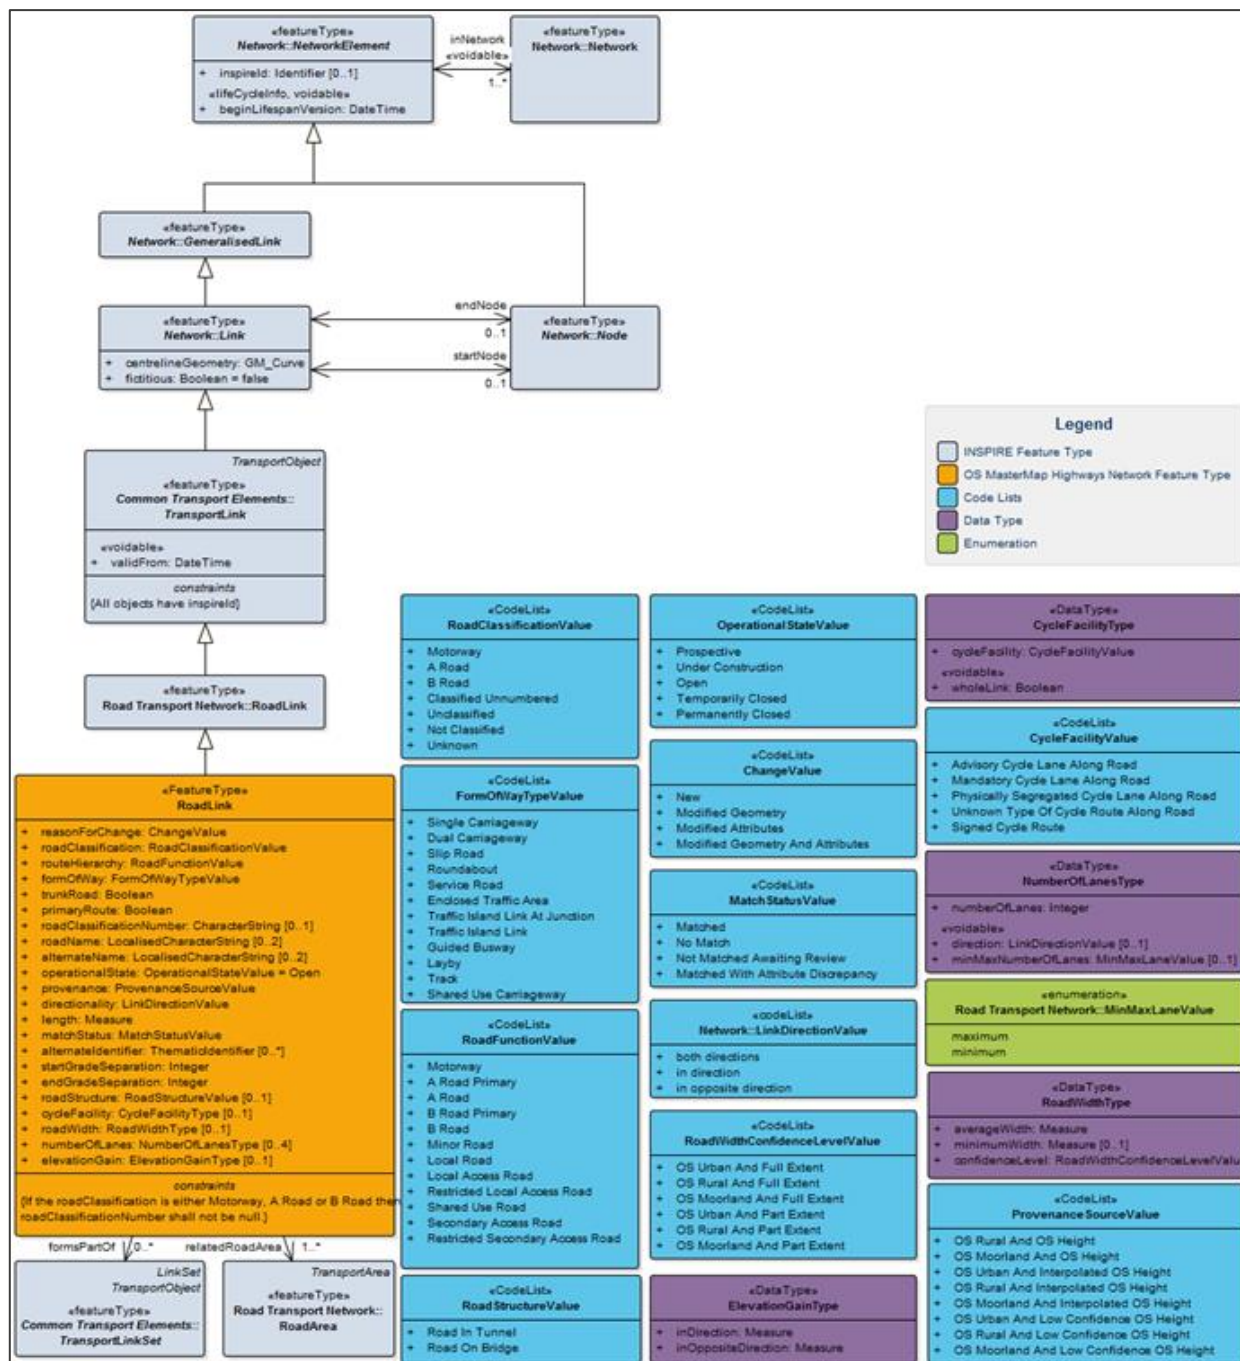 «featureType»
Network::NetworkElement
+ inspireId: Identifier [0..1]
«lifeCycleInfo, voidable»
+ beginLifespanVersion: DateTime
inNetwork
«voidable»
1..*
«featureType»
Network::Network
«featureType»
Network::GeneralisedLink
«featureType»
Network::Link
+ centrelineGeometry: GM_Curve
+ fictitious: Boolean = false
endNode
0..1
startNode
0..1
«featureType»
Network::Node
Legend
INSPIRE Feature Type
OS MasterMap Highways Network Feature Type
Code Lists
Data Type
Enumeration
TransportObject
«featureType»
Common Transport Elements::
TransportLink
«voidable»
+ validFrom: DateTime
constraints
{All objects have inspireId}
«featureType»
Road Transport Network::RoadLink
«FeatureType»
RoadLink
+ reasonForChange: ChangeValue
+ roadClassification: RoadClassificationValue
+ routeHierarchy: RoadFunctionValue
+ formOfWay: FormOfWayTypeValue
+ trunkRoad: Boolean
+ primaryRoute: Boolean
+ roadClassificationNumber: CharacterString [0..1]
+ roadName: LocalisedCharacterString [0..2]
+ alternateName: LocalisedCharacterString [0..2]
+ operationalState: OperationalStateValue = Open
+ provenance: ProvenanceSourceValue
+ directionality: LinkDirectionValue
+ length: Measure
+ matchStatus: MatchStatusValue
+ alternateIdentifier: ThematicIdentifier [0..*]
+ startGradeSeparation: Integer
+ endGradeSeparation: Integer
+ roadStructure: RoadStructureValue [0..1]
+ cycleFacility: CycleFacilityType [0..1]
+ roadWidth: RoadWidthType [0..1]
+ numberOfLanes: NumberOfLanesType [0..4]
+ elevationGain: ElevationGainType [0..1]
constraints
{If the roadClassification is either Motorway, A Road or B Road then
roadClassificationNumber shall not be null.}
formsPartOf 0..*
relatedRoadArea 1..*
LinkSet
TransportObject
«featureType»
Common Transport Elements::
TransportLinkSet
TransportArea
«featureType»
Road Transport Network::
RoadArea
«CodeList»
RoadClassificationValue
+ Motorway
+ A Road
+ B Road
+ Classified Unnumbered
+ Unclassified
+ Not Classified
+ Unknown
«CodeList»
FormOfWayTypeValue
+ Single Carriageway
+ Dual Carriageway
+ Slip Road
+ Roundabout
+ Service Road
+ Enclosed Traffic Area
+ Traffic Island Link At Junction
+ Traffic Island Link
+ Guided Busway
+ Layby
+ Track
+ Shared Use Carriageway
«CodeList»
RoadFunctionValue
+ Motorway
+ A Road Primary
+ A Road
+ B Road Primary
+ B Road
+ Minor Road
+ Local Road
+ Local Access Road
+ Restricted Local Access Road
+ Shared Use Road
+ Secondary Access Road
+ Restricted Secondary Access Road
«CodeList»
RoadStructureValue
+ Road In Tunnel
+ Road On Bridge
«CodeList»
OperationalStateValue
+ Prospective
+ Under Construction
+ Open
+ Temporarily Closed
+ Permanently Closed
«CodeList»
ChangeValue
+ New
+ Modified Geometry
+ Modified Attributes
+ Modified Geometry And Attributes
«CodeList»
MatchStatusValue
+ Matched
+ No Match
+ Not Matched Awaiting Review
+ Matched With Attribute Discrepancy
«codeList»
Network::LinkDirectionValue
+ both directions
+ in direction
+ in opposite direction
«CodeList»
RoadWidthConfidenceLevelValue
+ OS Urban And Full Extent
+ OS Rural And Full Extent
+ OS Moorland And Full Extent
+ OS Urban And Part Extent
+ OS Rural And Part Extent
+ OS Moorland And Part Extent
«DataType»
ElevationGainType
+ inDirection: Measure
+ inOppositeDirection: Measure
«DataType»
CycleFacilityType
+ cycleFacility: CycleFacilityValue
«voidable»
+ wholeLink: Boolean
«CodeList»
CycleFacilityValue
+ Advisory Cycle Lane Along Road
+ Mandatory Cycle Lane Along Road
+ Physically Segregated Cycle Lane Along Road
+ Unknown Type Of Cycle Route Along Road
+ Signed Cycle Route
«DataType»
NumberOfLanesType
+ numberOfLanes: Integer
«voidable»
+ direction: LinkDirectionValue [0..1]
+ minMaxNumberOfLanes: MinMaxLaneValue [0..1]
«enumeration»
Road Transport Network::MinMaxLaneValue
maximum
minimum
«DataType»
RoadWidthType
+ averageWidth: Measure
+ minimumWidth: Measure [0..1]
+ confidenceLevel: RoadWidthConfidenceLevelValu
«CodeList»
ProvenanceSourceValue
+ OS Rural And OS Height
+ OS Moorland And OS Height
+ OS Urban And Interpolated OS Height
+ OS Rural And Interpolated OS Height
+ OS Moorland And Interpolated OS Height
+ OS Urban And Low Confidence OS Height
+ OS Rural And Low Confidence OS Height
+ OS Moorland And Low Confidence OS Height